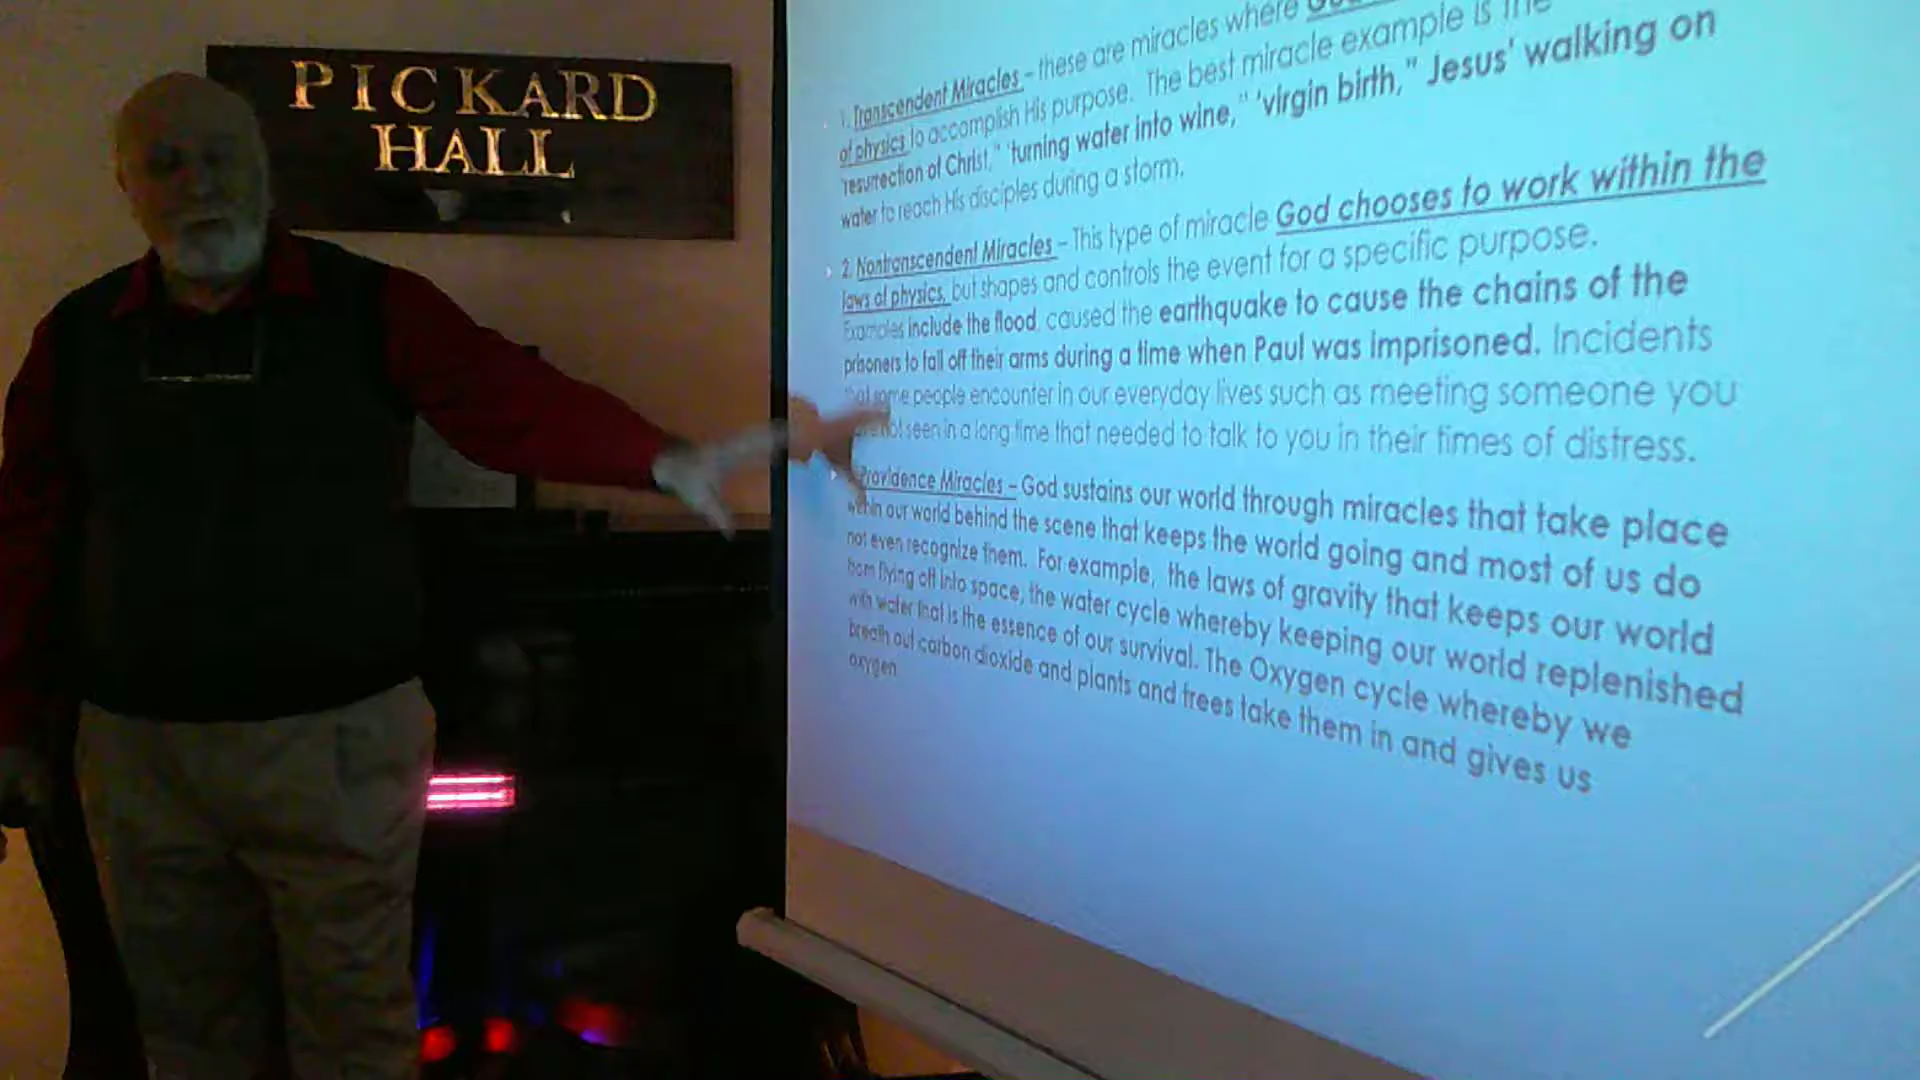 PICKARD
HALL
1. Transcendent Miracles – these are miracles where God
of physics to accomplish His purpose. The best miracle example is the
'resurrection of Christ," 'turning water into wine," 'virgin birth," Jesus' walking on
water to reach His disciples during a storm.
2. Nontranscendent Miracles – This type of miracle God chooses to work within the
laws of physics, but shapes and controls the event for a specific purpose.
Examples include the flood, caused the earthquake to cause the chains of the
prisoners to fall off their arms during a time when Paul was imprisoned. Incidents
that some people encounter in our everyday lives such as meeting someone you
not seen in a long time that needed to talk to you in their times of distress.
Providence Miracles – God sustains our world through miracles that take place
within our world behind the scene that keeps the world going and most of us do
not even recognize them. For example, the laws of gravity that keeps our world
from flying off into space, the water cycle whereby keeping our world replenished
with water that is the essence of our survival. The Oxygen cycle whereby we
breath out carbon dioxide and plants and trees take them in and gives us
oxygen